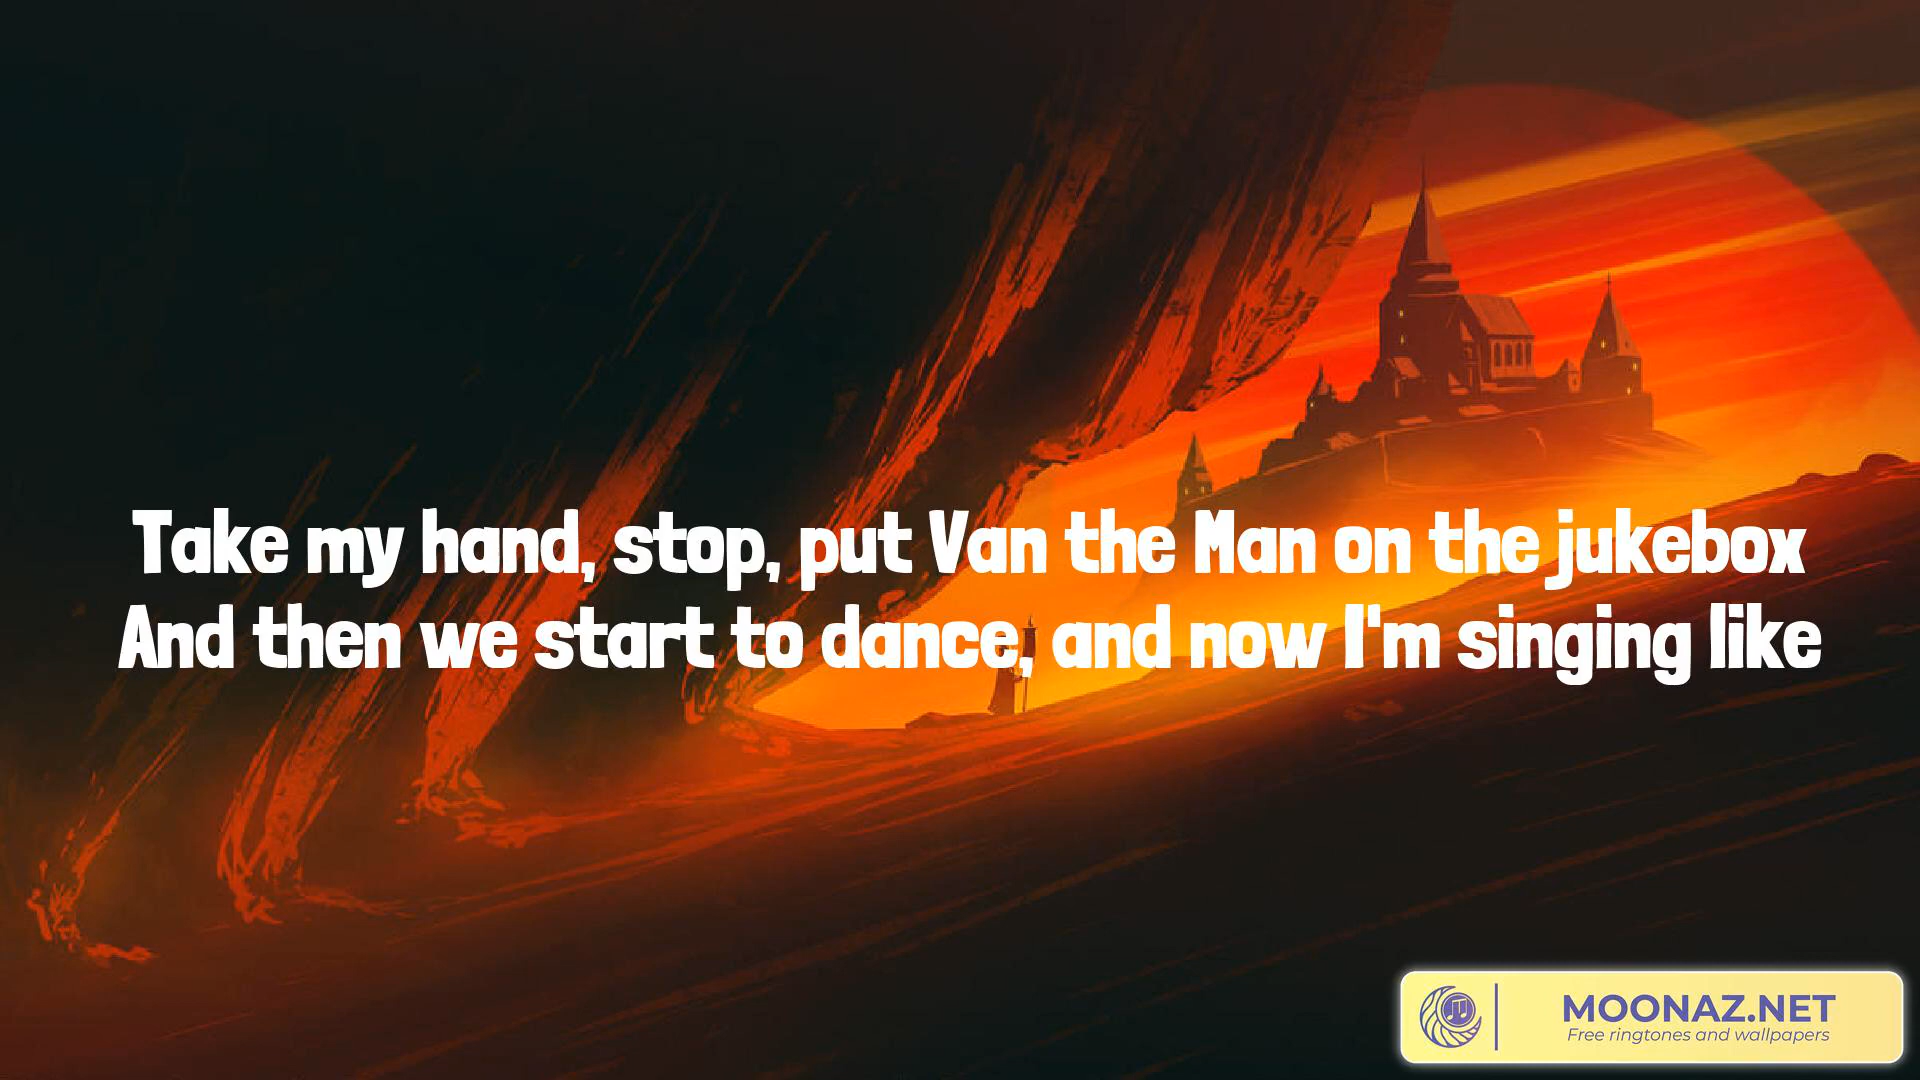 Take my hand, stop, put Van the Man on the jukebox
And then we start to dance, and now I'm singing like
MOONAZ.NET
Free ringtones and wallpapers